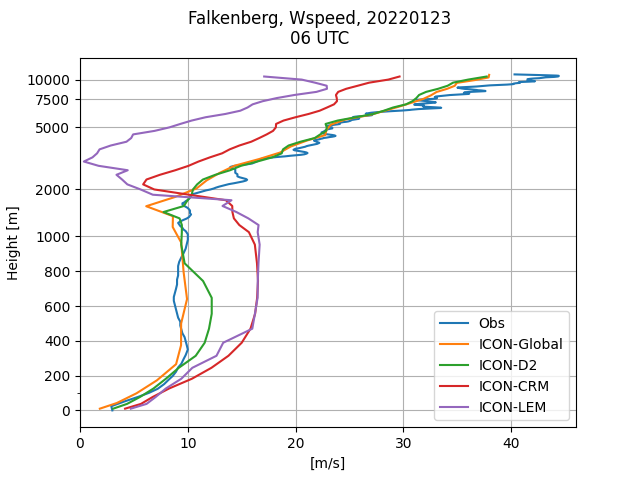 Falkenberg, Wspeed, 20220123
06 UTC
10000
7500
5000
2000
1000
800
600
400
200
0
Height [m]
Obs
ICON-Global
ICON-D2
ICON-CRM
ICON-LEM
0
10
20
30
40
[m/s]